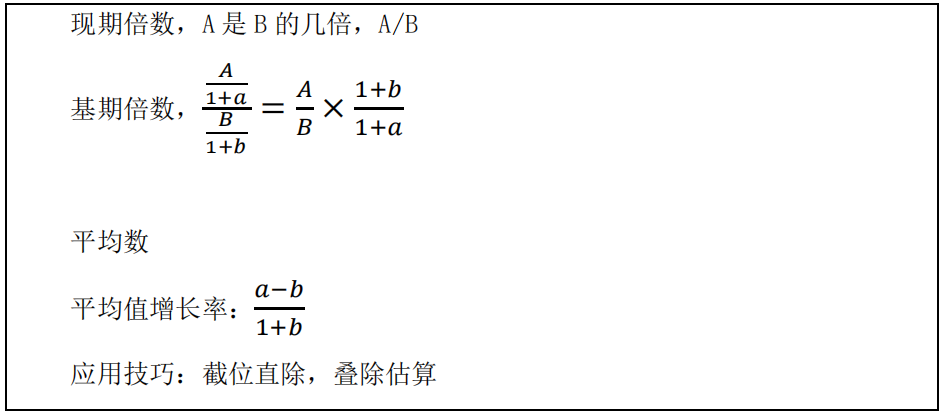 现期倍数，A 是 B 的几倍，A/B
基期倍数，\frac{\frac{A}{1+a}}{\frac{B}{1+b}} = \frac{A}{B} × \frac{1+b}{1+a}
平均数
平均值增长率：\frac{a−b}{1+b}
应用技巧：截位直除，叠除估算